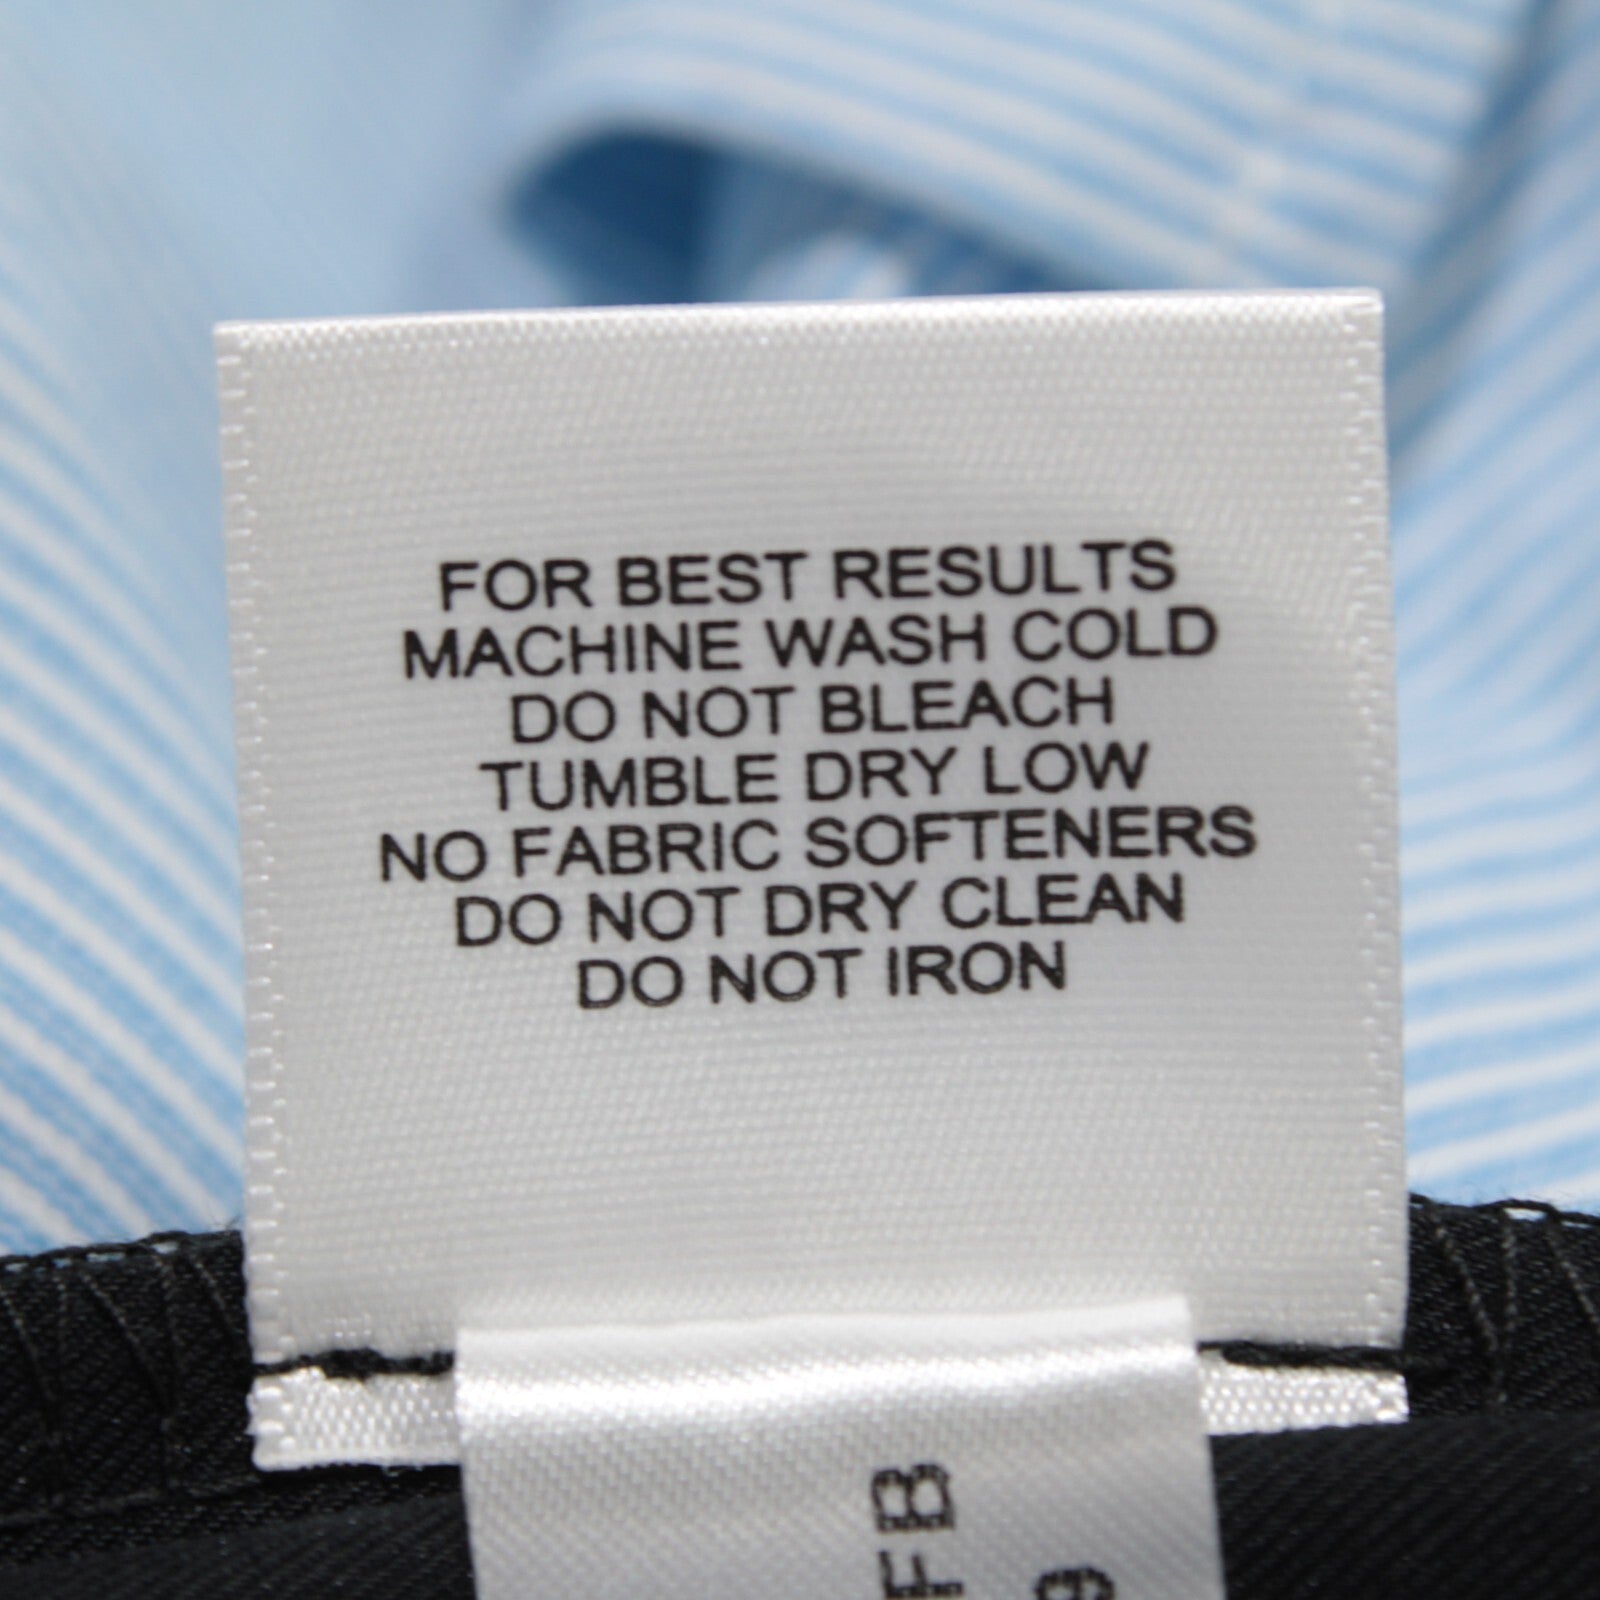 FOR BEST RESULTS
MACHINE WASH COLD
DO NOT BLEACH
TUMBLE DRY LOW
NO FABRIC SOFTENERS
DO NOT DRY CLEAN
DO NOT IRON
FB